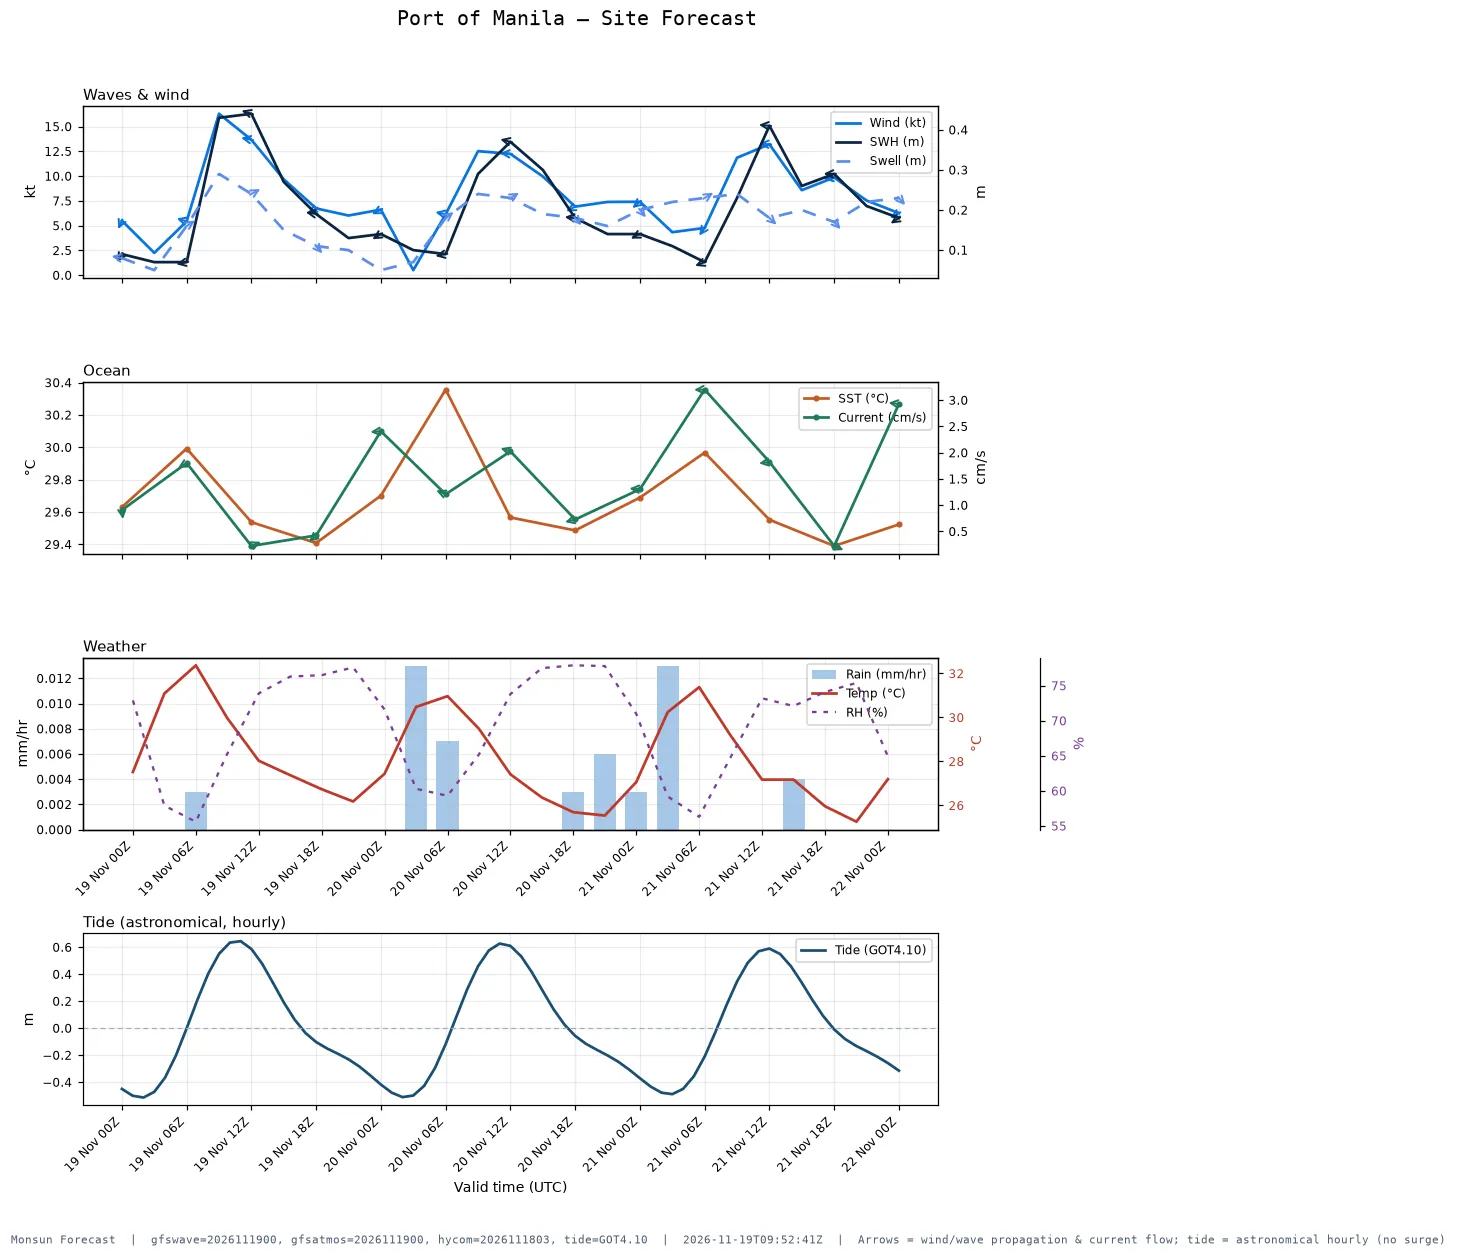 Port of Manila — Site Forecast
Waves & wind
15.0
12.5
10.0
7.5
5.0
2.5
0.0
kt
Wind (kt)
SWH (m)
Swell (m)
0.4
0.3
0.2
0.1
m
Ocean
30.4
30.2
30.0
29.8
29.6
29.4
°C
SST (°C)
Current (cm/s)
3.0
2.5
2.0
1.5
1.0
0.5
cm/s
Weather
0.012
0.010
0.008
0.006
0.004
0.002
0.000
mm/hr
Rain (mm/hr)
Temp (°C)
RH (%)
32
30
28
26
°C
75
70
65
60
55
%
19 Nov 00Z
19 Nov 06Z
19 Nov 12Z
19 Nov 18Z
20 Nov 00Z
20 Nov 06Z
20 Nov 12Z
20 Nov 18Z
21 Nov 00Z
21 Nov 06Z
21 Nov 12Z
21 Nov 18Z
22 Nov 00Z
Tide (astronomical, hourly)
0.6
0.4
0.2
0.0
−0.2
−0.4
m
Tide (GOT4.10)
19 Nov 00Z
19 Nov 06Z
19 Nov 12Z
19 Nov 18Z
20 Nov 00Z
20 Nov 06Z
20 Nov 12Z
20 Nov 18Z
21 Nov 00Z
21 Nov 06Z
21 Nov 12Z
21 Nov 18Z
22 Nov 00Z
Valid time (UTC)
Monsun Forecast | gfswave=2026111900, gfsatmos=2026111900, hycom=2026111803, tide=GOT4.10 | 2026-11-19T09:52:41Z | Arrows = wind/wave propagation & current flow; tide = astronomical hourly (no surge)